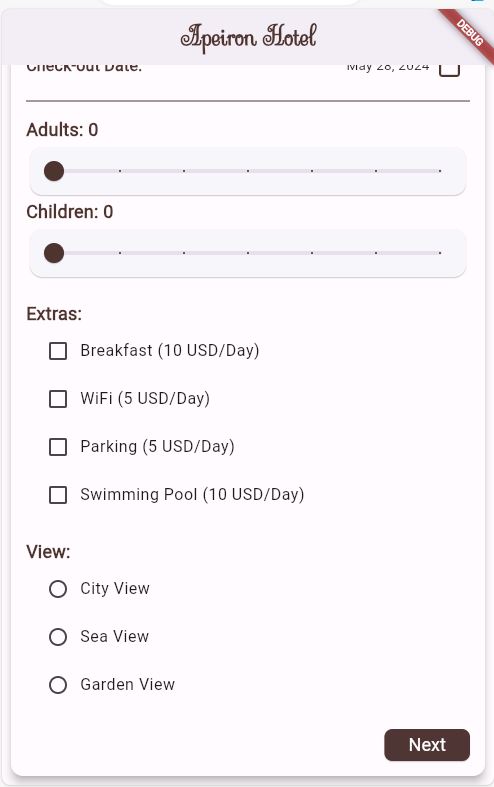 Apeiron Hotel
DEBUG
Check-out Date: May 28, 2024
Adults: 0
Children: 0
Extras:
Breakfast (10 USD/Day)
WiFi (5 USD/Day)
Parking (5 USD/Day)
Swimming Pool (10 USD/Day)
View:
City View
Sea View
Garden View
Next